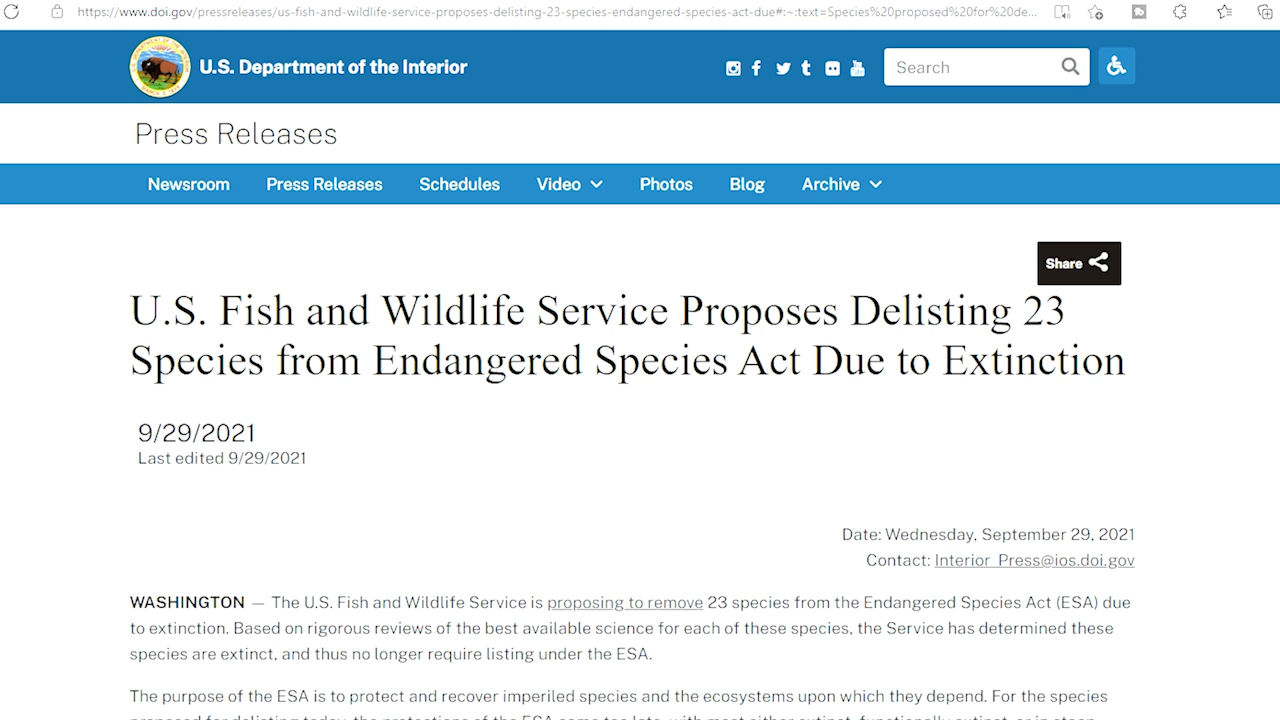 https://www.doi.gov/pressreleases/us-fish-and-wildlife-service-proposes-delisting-23-species-endangered-species-act-due#:~:text=Species%20proposed%20for%20de...
U.S. Department of the Interior
Search
Press Releases
Newsroom Press Releases Schedules Video Photos Blog Archive
Share
U.S. Fish and Wildlife Service Proposes Delisting 23
Species from Endangered Species Act Due to Extinction
9/29/2021
Last edited 9/29/2021
Date: Wednesday, September 29, 2021
Contact: Interior_Press@ios.doi.gov
WASHINGTON — The U.S. Fish and Wildlife Service is proposing to remove 23 species from the Endangered Species Act (ESA) due
to extinction. Based on rigorous reviews of the best available science for each of these species, the Service has determined these
species are extinct, and thus no longer require listing under the ESA.
The purpose of the ESA is to protect and recover imperiled species and the ecosystems upon which they depend. For the species